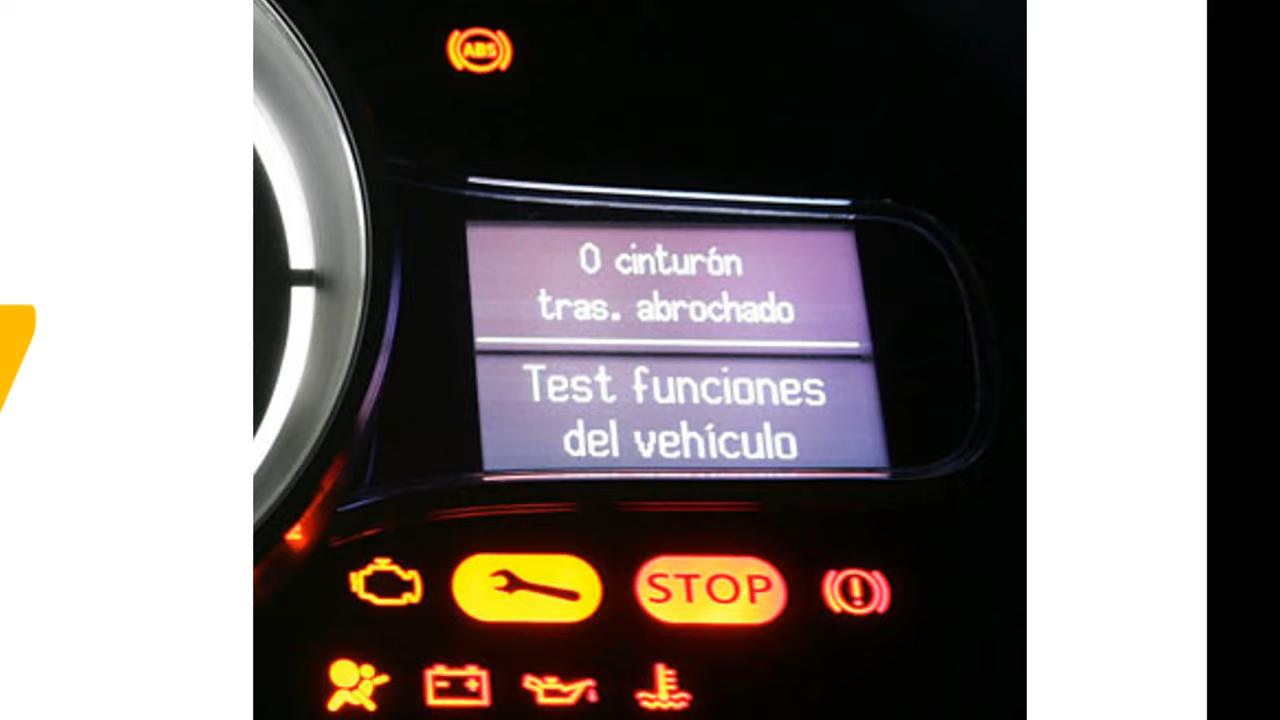 ABS
0 cinturón
tras. abrochado
Test funciones
del vehículo
STOP